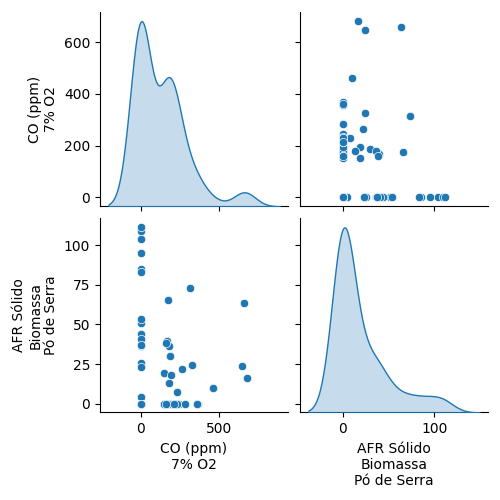 CO (ppm)
7% O2
600
400
200
0
AFR Sólido
Biomassa
Pó de Serra
100
75
50
25
0
0
500
CO (ppm)
7% O2
0
100
AFR Sólido
Biomassa
Pó de Serra